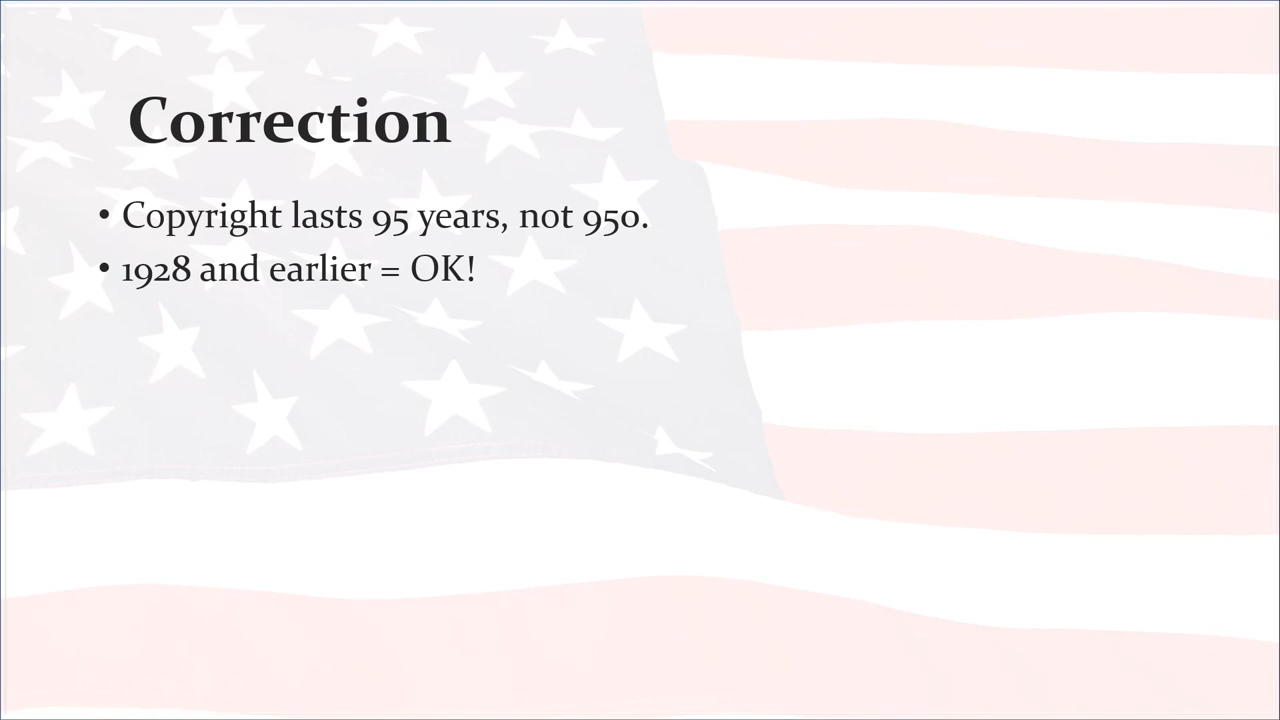 Correction
• Copyright lasts 95 years, not 950.
• 1928 and earlier = OK!